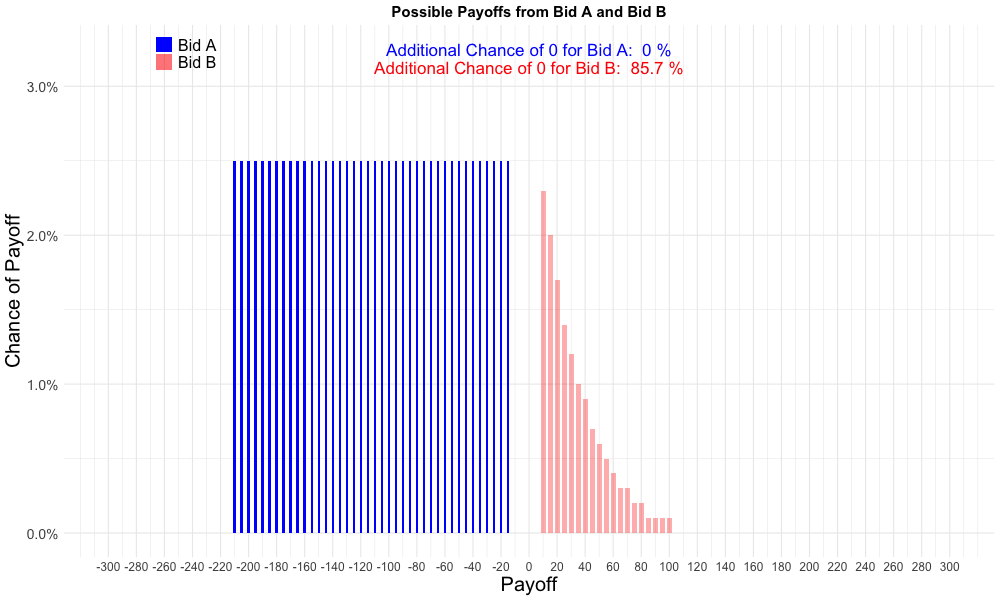 Possible Payoffs from Bid A and Bid B
Bid A
Bid B
Additional Chance of 0 for Bid A:  0 %
Additional Chance of 0 for Bid B:  85.7 %
Chance of Payoff
3.0%
2.0%
1.0%
0.0%
-300 -280 -260 -240 -220 -200 -180 -160 -140 -120 -100 -80 -60 -40 -20 0 20 40 60 80 100 120 140 160 180 200 220 240 260 280 300
Payoff